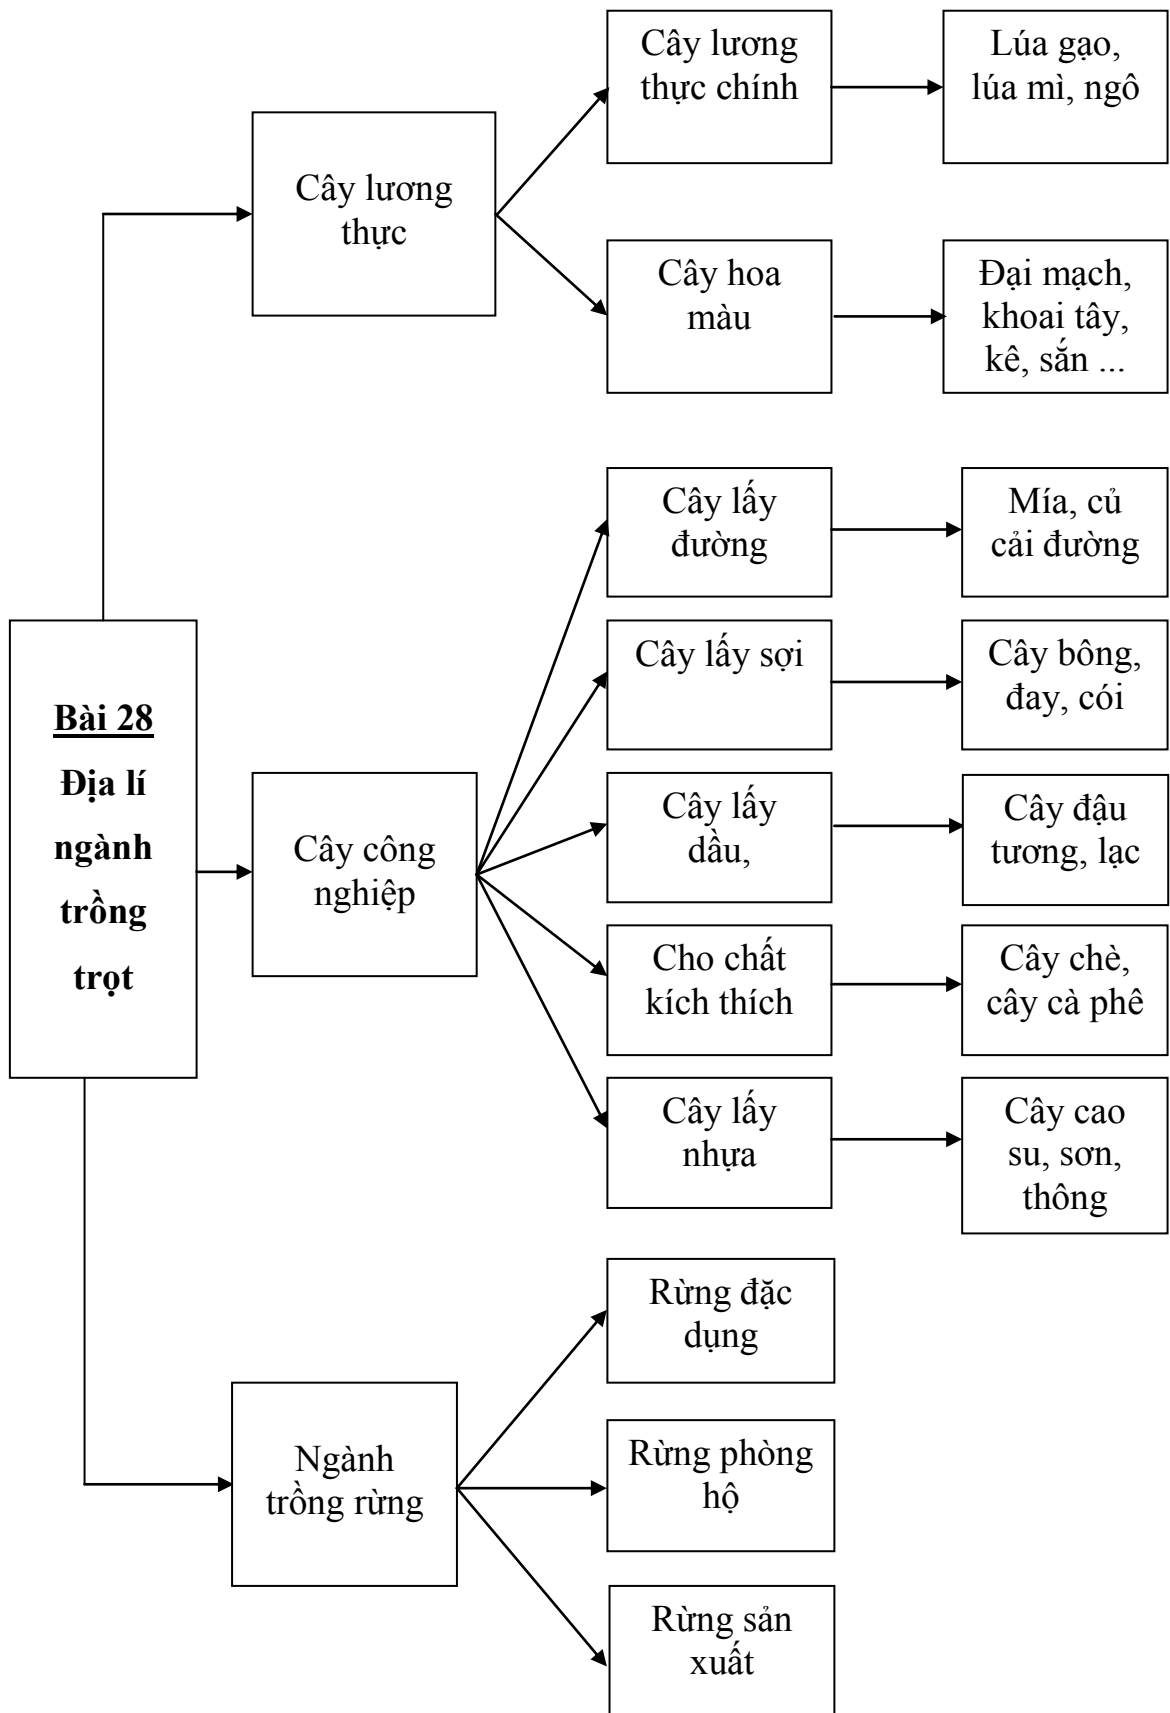 Bài 28
Địa lí
ngành
trồng
trọt
Cây lương
thực
Cây lương
thực chính
Lúa gạo,
lúa mì, ngô
Cây hoa
màu
Đại mạch,
khoai tây,
kê, sắn ...
Cây công
nghiệp
Cây lấy
đường
Mía, củ
cải đường
Cây lấy sợi
Cây bông,
đay, cói
Cây lấy
dầu,
Cây đậu
tương, lạc
Cho chất
kích thích
Cây chè,
cây cà phê
Cây lấy
nhựa
Cây cao
su, sơn,
thông
Ngành
trồng rừng
Rừng đặc
dụng
Rừng phòng
hộ
Rừng sản
xuất